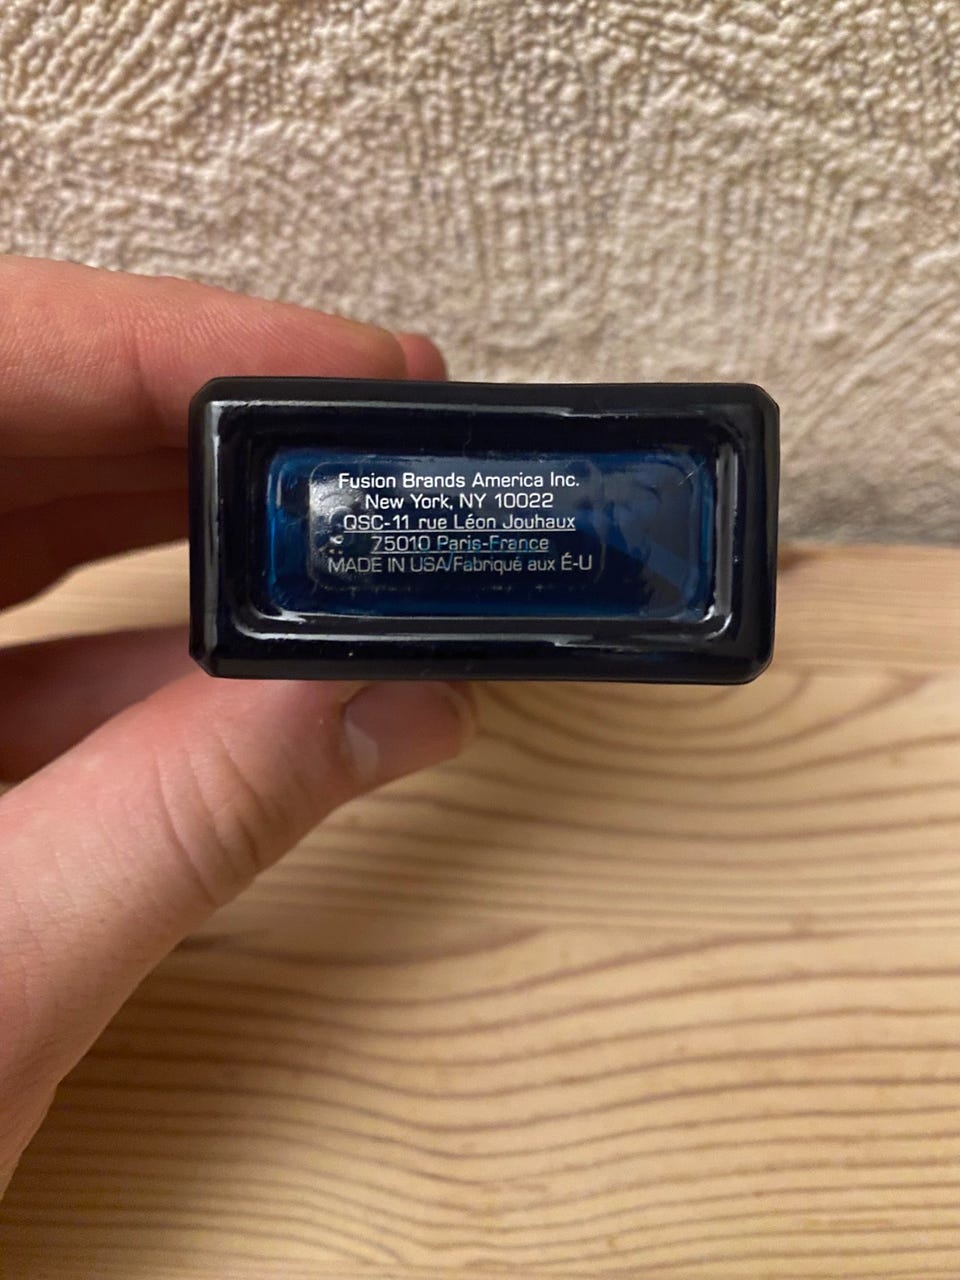 Fusion Brands America Inc.
New York, NY 10022
QSC-11 rue Léon Jouhaux
75010 Paris-France
MADE IN USA/Fabriqué aux É-U